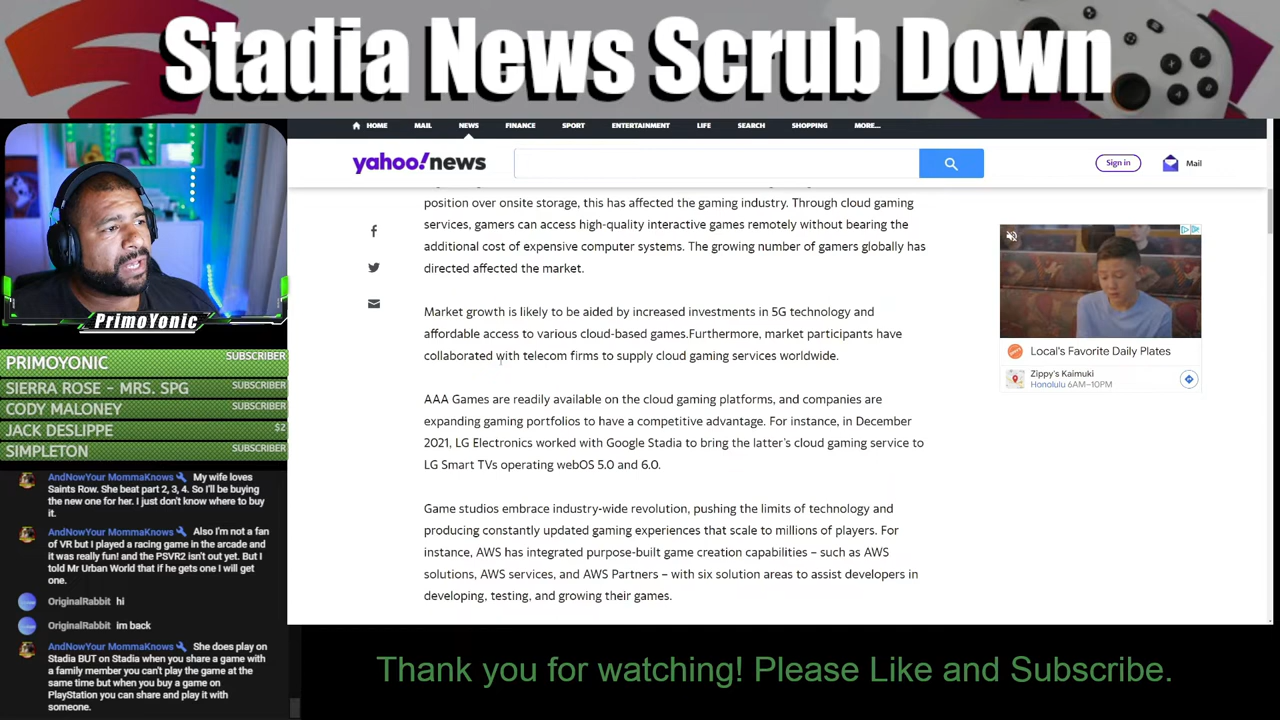 Stadia News Scrub Down
HOME MAIL NEWS FINANCE SPORT ENTERTAINMENT LIFE SEARCH SHOPPING MORE...
yahoo!news
Sign in
Mail
position over onsite storage, this has affected the gaming industry. Through cloud gaming
services, gamers can access high-quality interactive games remotely without bearing the
additional cost of expensive computer systems. The growing number of gamers globally has
directed affected the market.
Market growth is likely to be aided by increased investments in 5G technology and
affordable access to various cloud-based games.Furthermore, market participants have
collaborated with telecom firms to supply cloud gaming services worldwide.
AAA Games are readily available on the cloud gaming platforms, and companies are
expanding gaming portfolios to have a competitive advantage. For instance, in December
2021, LG Electronics worked with Google Stadia to bring the latter's cloud gaming service to
LG Smart TVs operating webOS 5.0 and 6.0.
Game studios embrace industry-wide revolution, pushing the limits of technology and
producing constantly updated gaming experiences that scale to millions of players. For
instance, AWS has integrated purpose-built game creation capabilities – such as AWS
solutions, AWS services, and AWS Partners – with six solution areas to assist developers in
developing, testing, and growing their games.
Local's Favorite Daily Plates
Zippy's Kaimuki
Honolulu 6AM–10PM
PrimoYonic
PRIMOYONIC SUBSCRIBER
SIERRA ROSE - MRS. SPG SUBSCRIBER
CODY MALONEY SUBSCRIBER
JACK DESLIPPE $2
SIMPLETON SUBSCRIBER
AndNowYour MommaKnows My wife loves
Saints Row. She beat part 2, 3, 4. So I'll be buying
the new one for her. I just don't know where to buy
it.
AndNowYour MommaKnows Also I'm not a fan
of VR but I played a racing game in the arcade and
it was really fun! and the PSVR2 isn't out yet. But I
told Mr Urban World that if he gets one I will get
one.
OriginalRabbit hi
OriginalRabbit im back
AndNowYour MommaKnows She does play on
Stadia BUT on Stadia when you share a game with
a family member you can't play the game at the
same time but when you buy a game on
PlayStation you can share and play it with
someone.
Thank you for watching! Please Like and Subscribe.